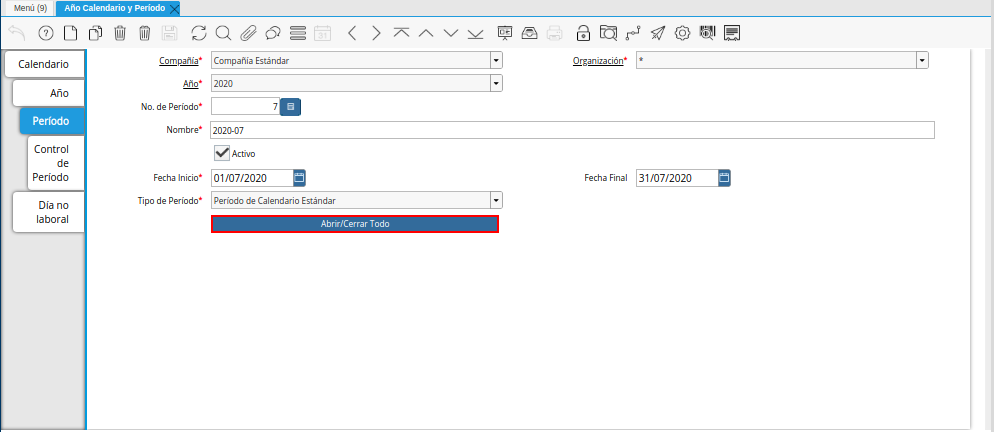 Menú (9)
Año Calendario y Período
Calendario
Año
Período
Control de Período
Día no laboral
Compañía* Compañía Estándar
Organización* *
Año* 2020
No. de Período* 7
Nombre* 2020-07
Activo
Fecha Inicio* 01/07/2020
Fecha Final 31/07/2020
Tipo de Período* Período de Calendario Estándar
Abrir/Cerrar Todo